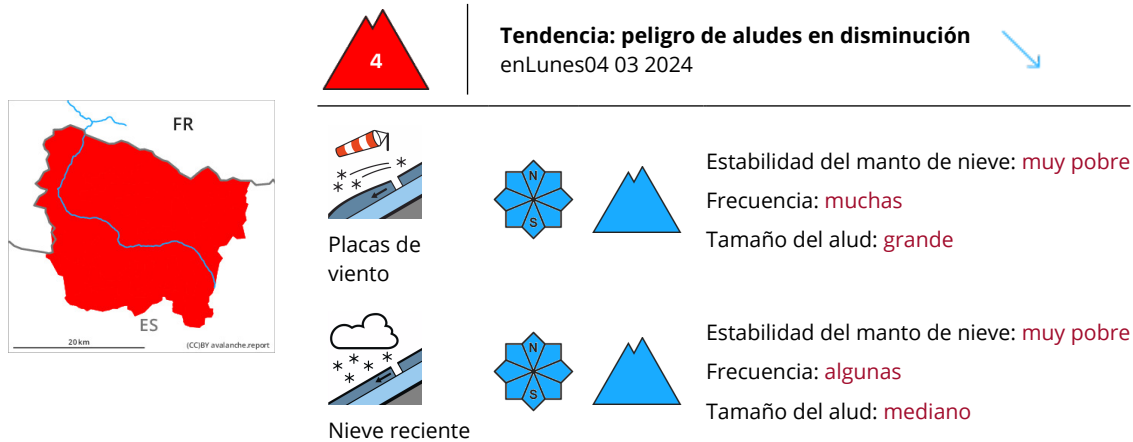 4
Tendencia: peligro de aludes en disminución
enLunes04 03 2024
FR
ES
20 km
(CC)BY avalanche.report
N
S
Placas de
viento
Estabilidad del manto de nieve: muy pobre
Frecuencia: muchas
Tamaño del alud: grande
N
S
Nieve reciente
Estabilidad del manto de nieve: muy pobre
Frecuencia: algunas
Tamaño del alud: mediano